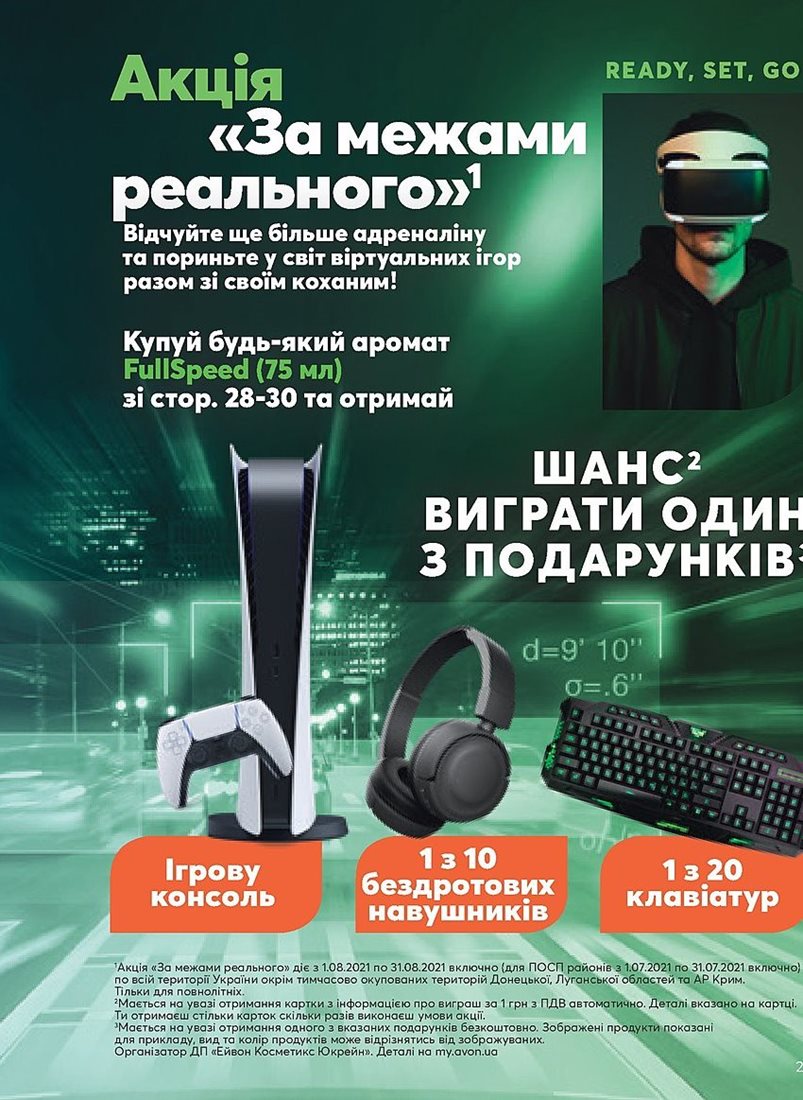 Акція
«За межами
реального»¹
READY, SET, GO
Відчуйте ще більше адреналіну
та пориньте у світ віртуальних ігор
разом зі своїм коханим!
Купуй будь-який аромат
FullSpeed (75 мл)
зі стор. 28-30 та отримай
ШАНС²
ВИГРАТИ ОДИН
З ПОДАРУНКІВ³
d=9' 10"
σ=.6"
Ігрову
консоль
1 з 10
бездротових
навушників
1 з 20
клавіатур
¹Акція «За межами реального» діє з 1.08.2021 по 31.08.2021 включно (для ПОСП районів з 1.07.2021 по 31.07.2021 включно)
по всій території України окрім тимчасово окупованих територій Донецької, Луганської областей та АР Крим.
Тільки для повнолітніх.
²Мається на увазі отримання картки з інформацією про виграш за 1 грн з ПДВ автоматично. Деталі вказано на картці.
Ти отримаєш стільки карток скільки разів виконаєш умови акції.
³Мається на увазі отримання одного з вказаних подарунків безкоштовно. Зображені продукти показані
для прикладу, вид та колір продуктів може відрізнятись від зображуваних.
Організатор ДП «Ейвон Косметикс Юкрейн». Деталі на my.avon.ua
2